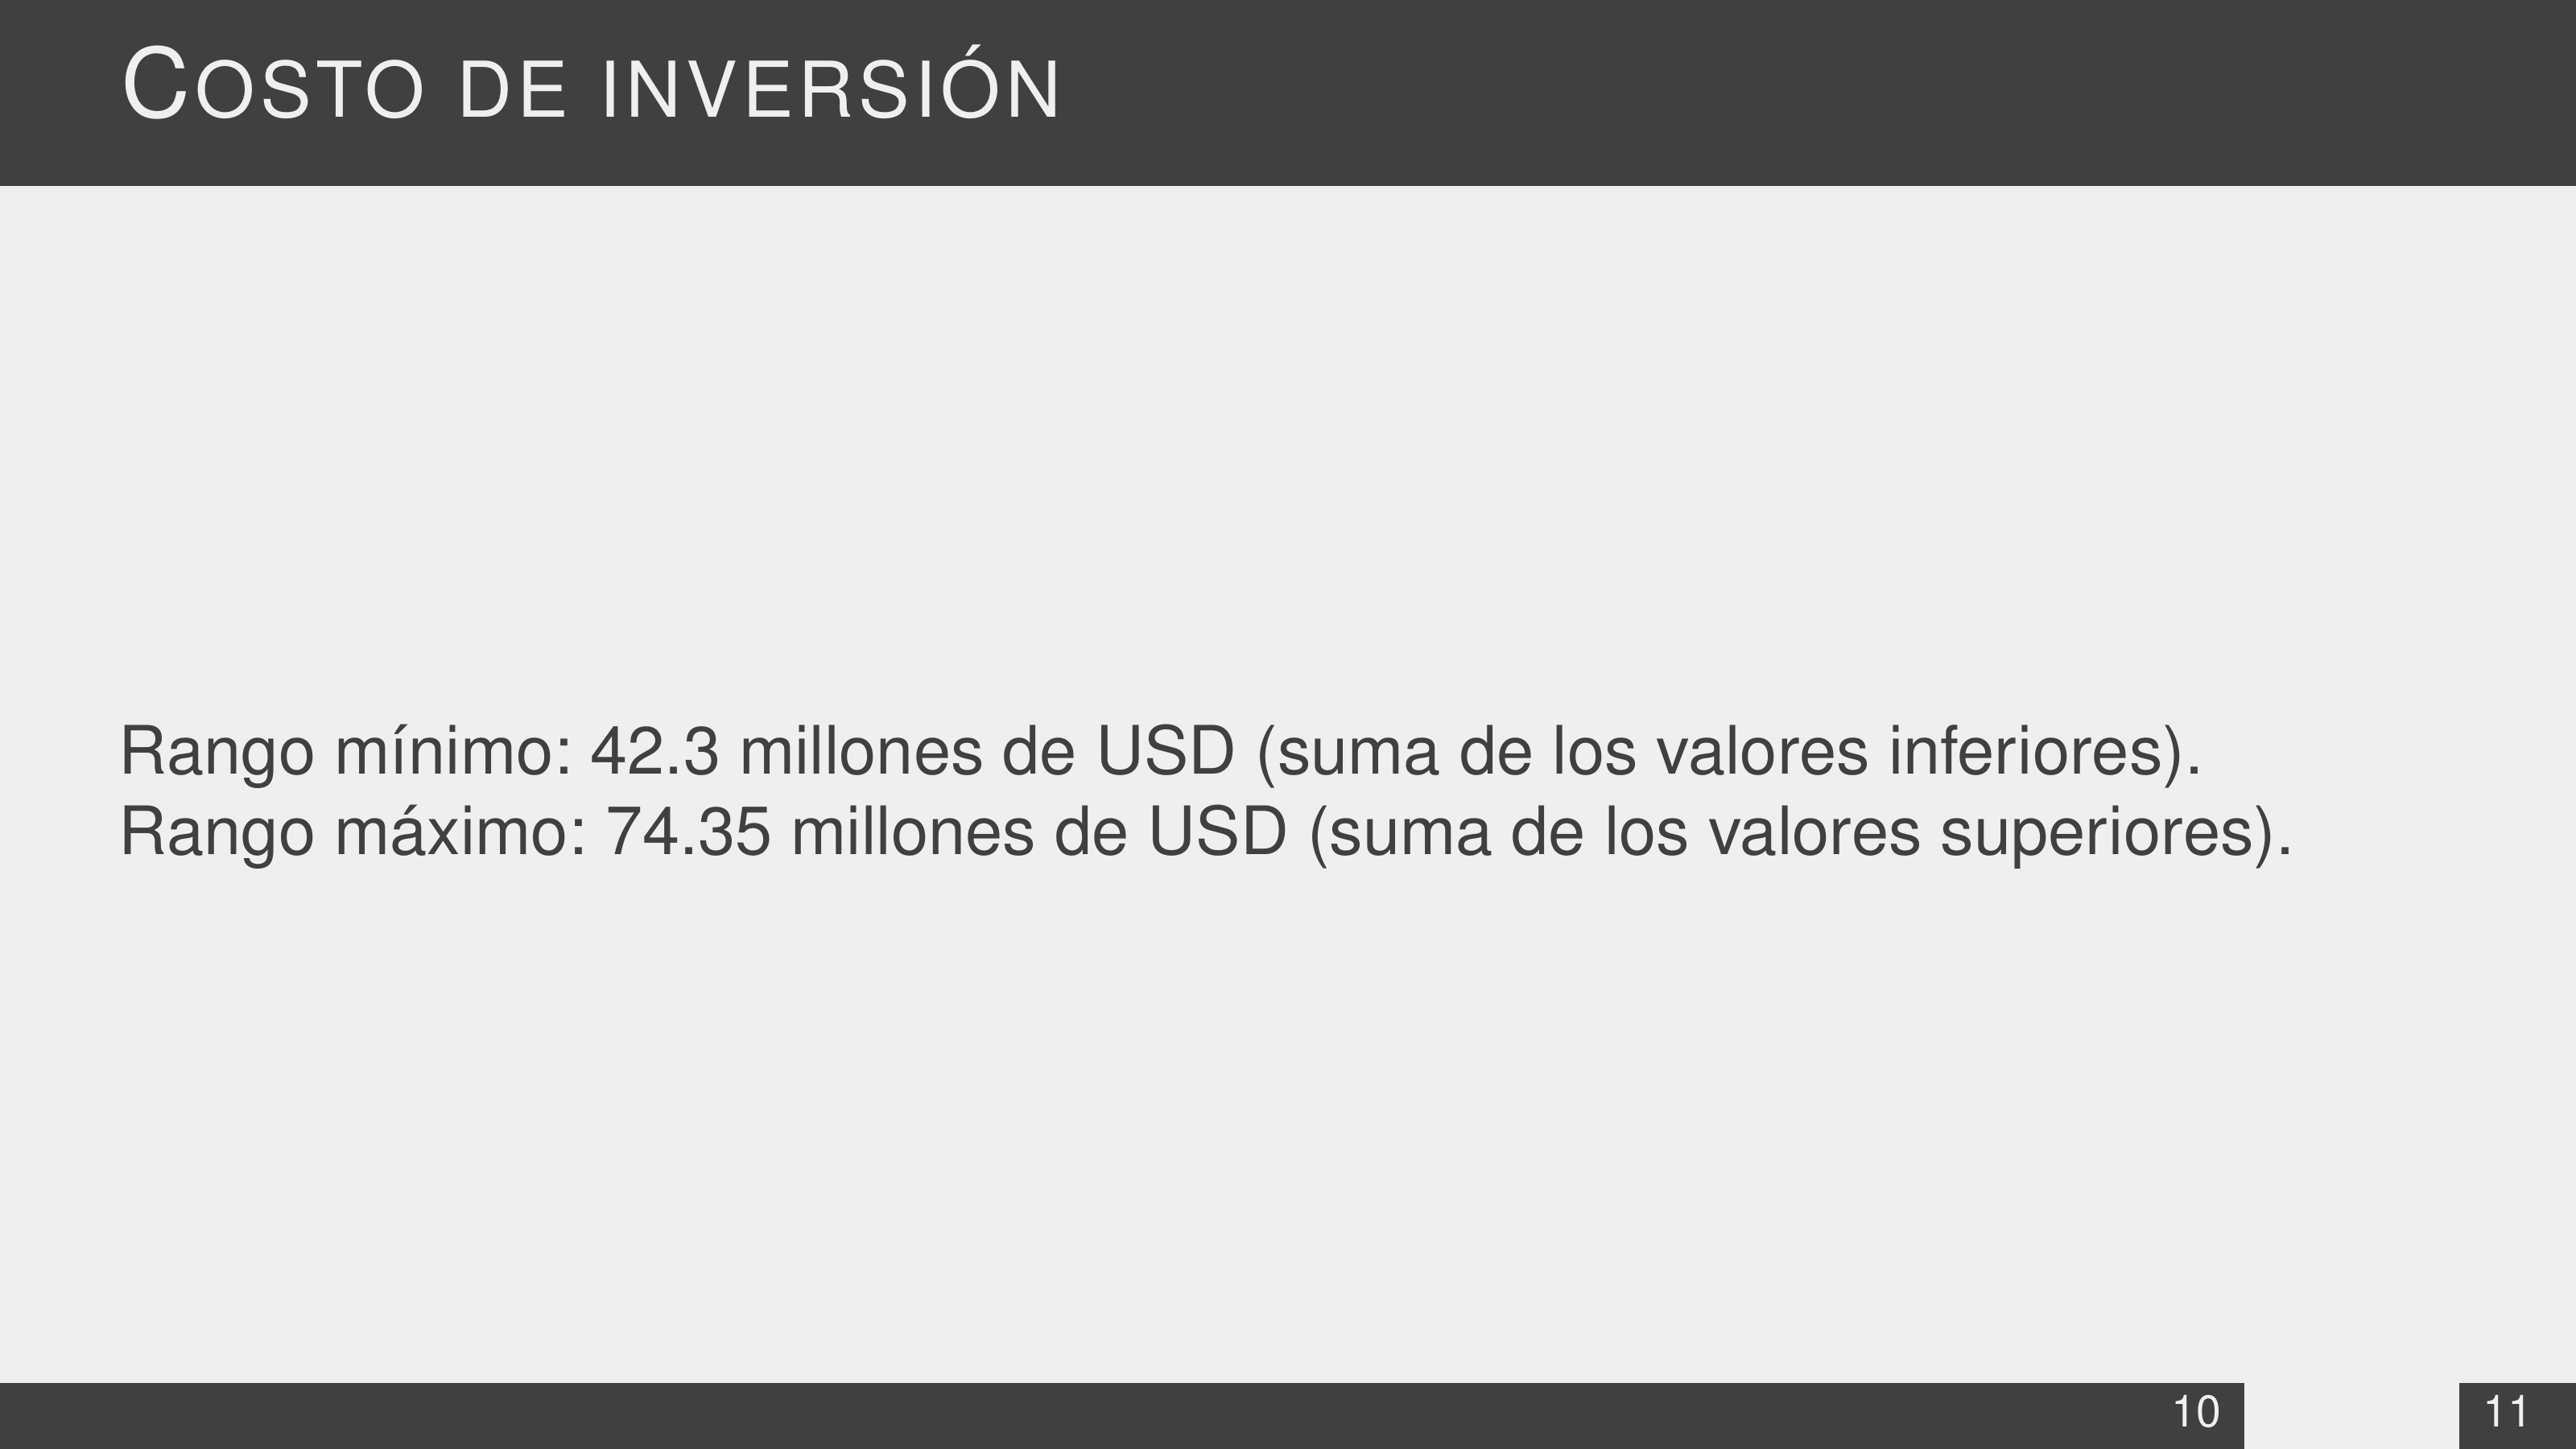 COSTO DE INVERSIÓN
Rango mínimo: 42.3 millones de USD (suma de los valores inferiores).
Rango máximo: 74.35 millones de USD (suma de los valores superiores).
10 11